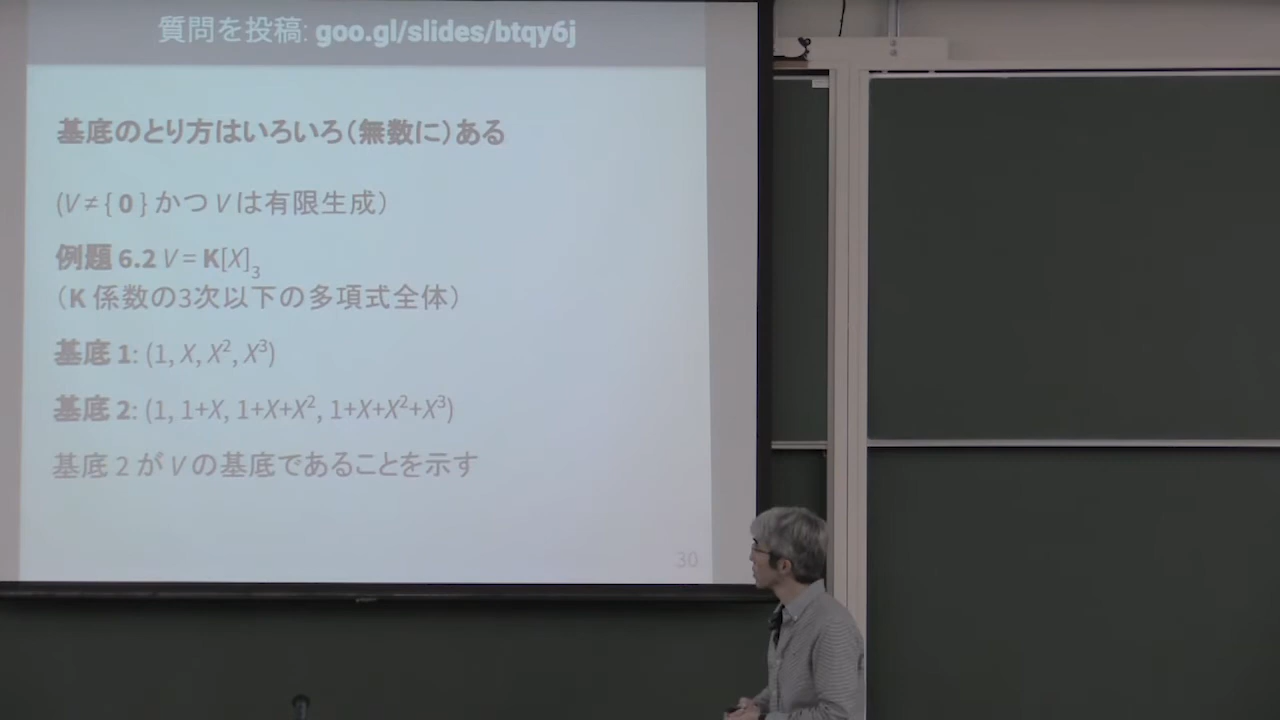 質問を投稿: goo.gl/slides/btqy6j
基底のとり方はいろいろ（無数に）ある
(V ≠ { 0 } かつ V は有限生成）
例題 6.2 V = K[X]₃
（K 係数の3次以下の多項式全体）
基底 1: (1, X, X², X³)
基底 2: (1, 1+X, 1+X+X², 1+X+X²+X³)
基底 2 が V の基底であることを示す
30